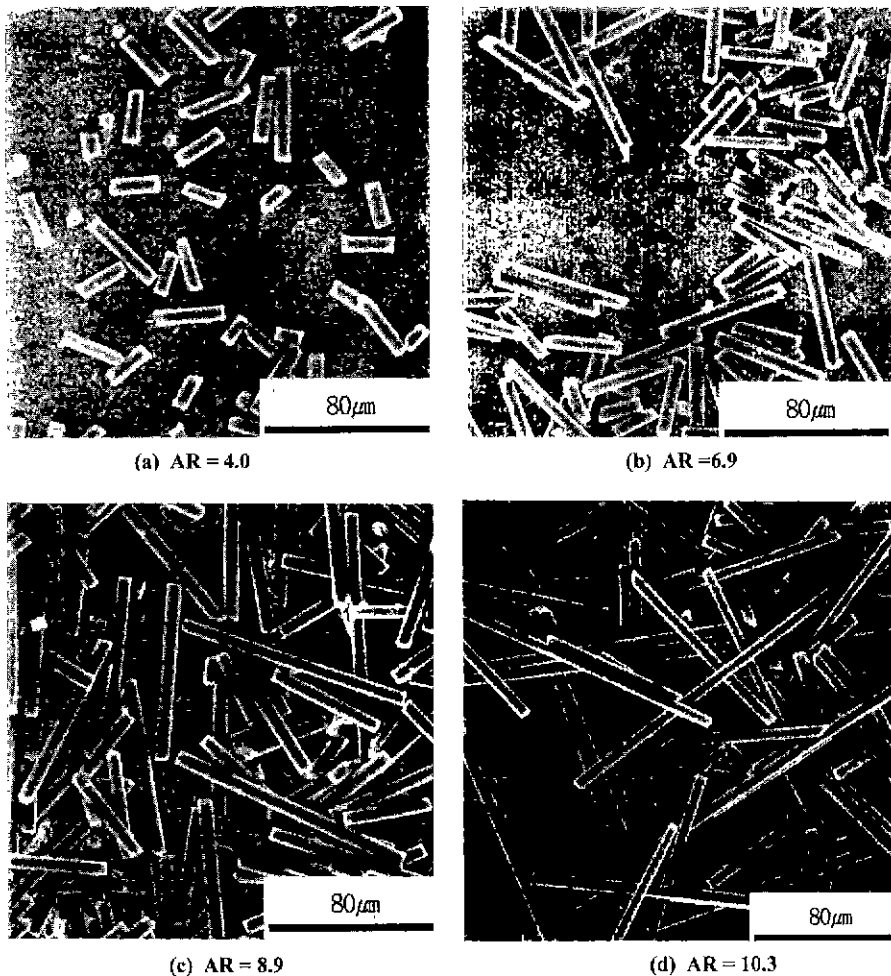 80㎛
80㎛
(a) AR = 4.0
(b) AR =6.9
80㎛
80㎛
(c) AR = 8.9
(d) AR = 10.3